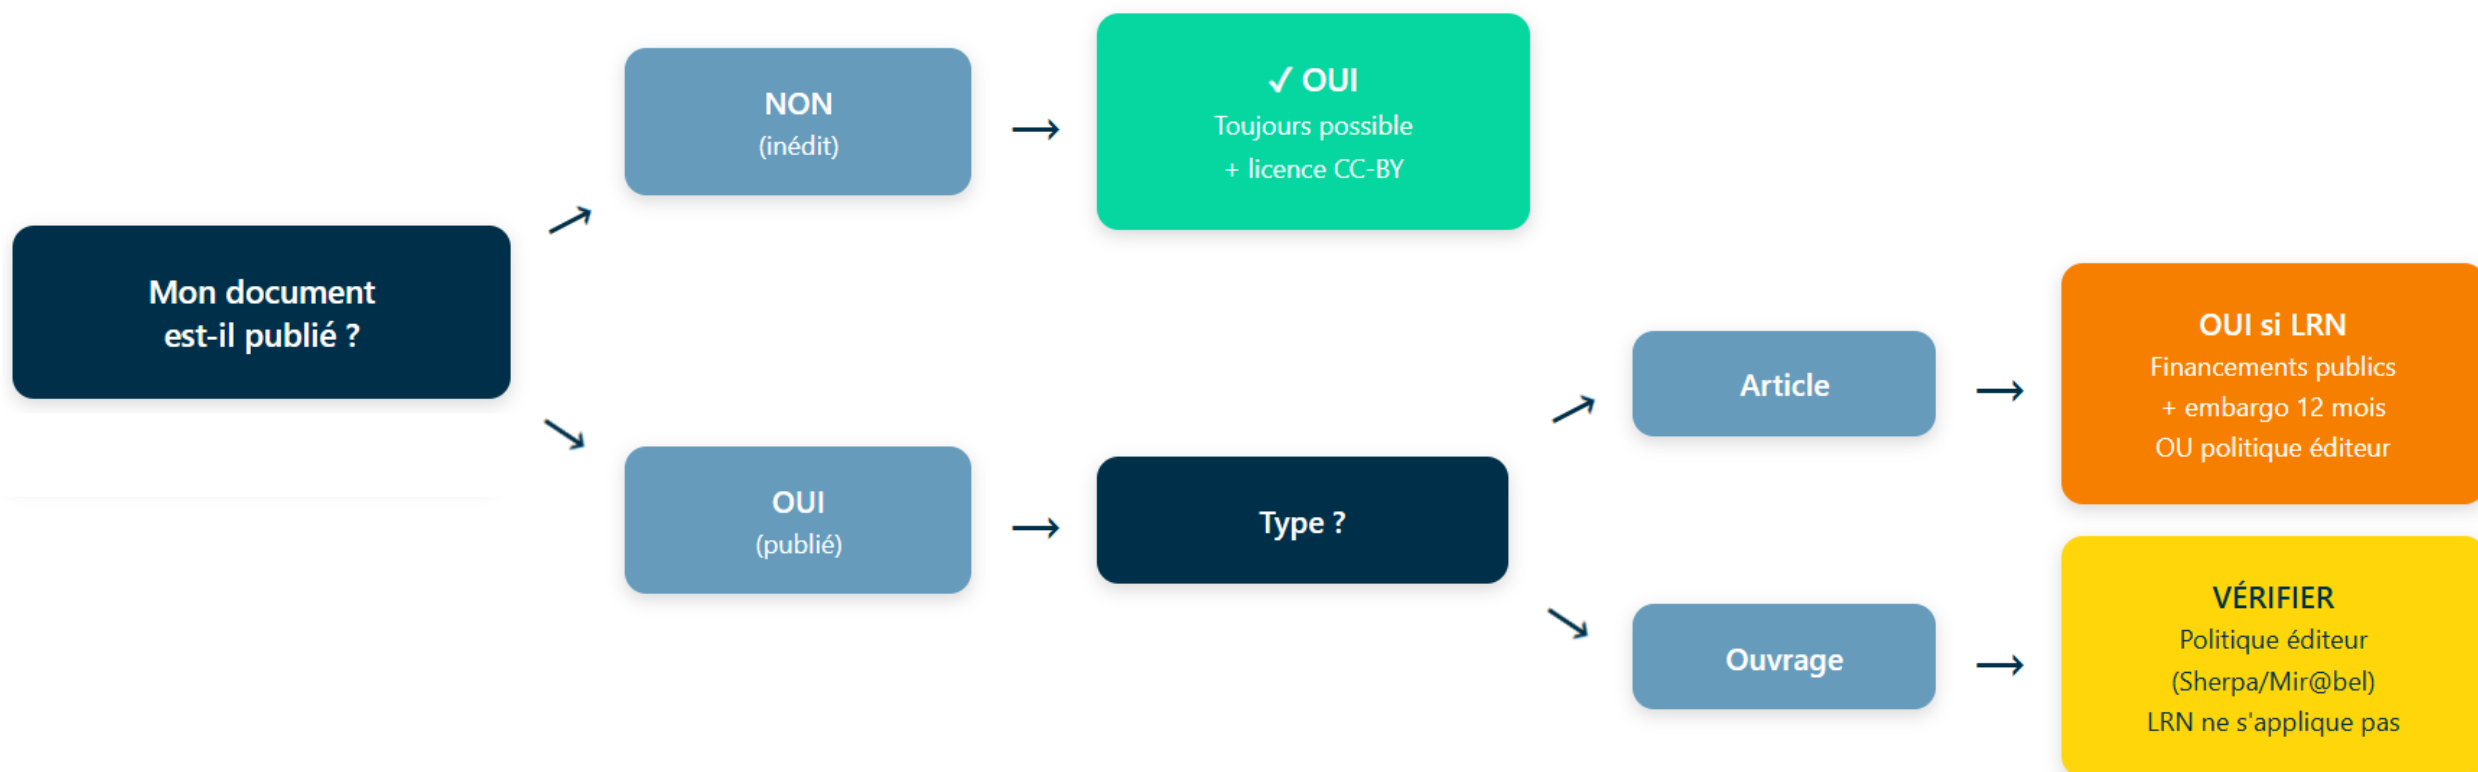 Mon document
est-il publié ?
NON
(inédit)
→
✓ OUI
Toujours possible
+ licence CC-BY
OUI
(publié)
→
Type ?
Article
→
OUI si LRN
Financements publics
+ embargo 12 mois
OU politique éditeur
Ouvrage
→
VÉRIFIER
Politique éditeur
(Sherpa/Mir@bel)
LRN ne s'applique pas